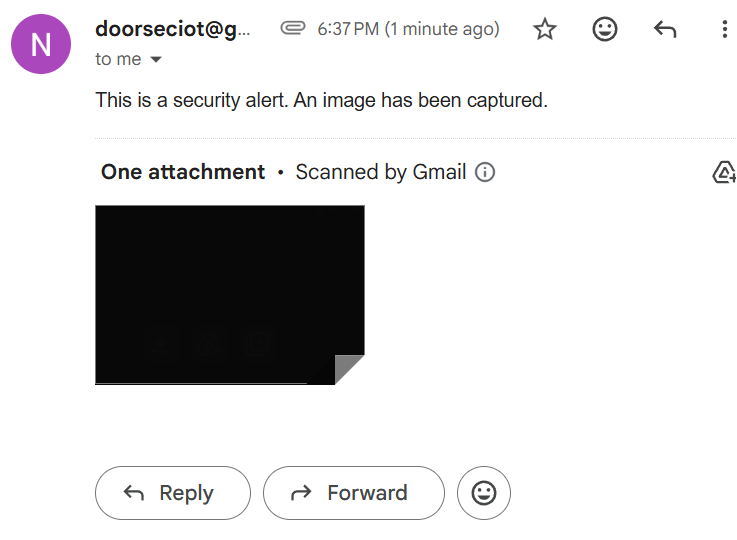 N
doorseciot@g...
6:37 PM (1 minute ago)
to me
This is a security alert. An image has been captured.
One attachment • Scanned by Gmail
Reply
Forward